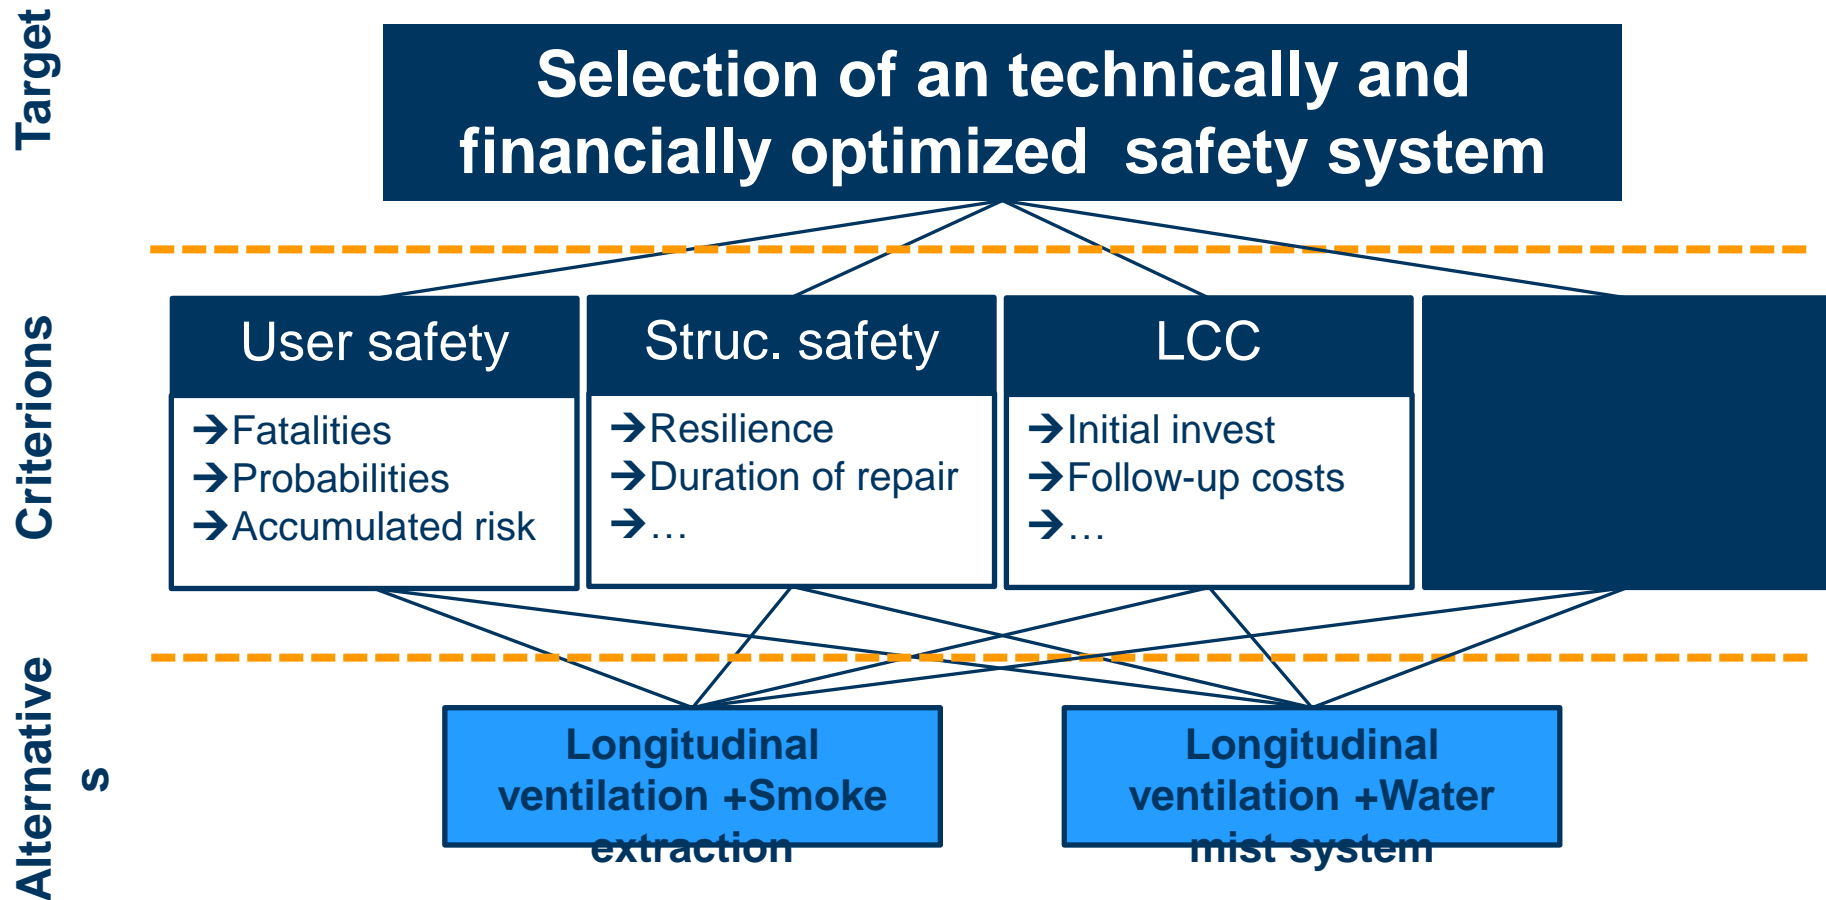 Target
Selection of an technically and
financially optimized safety system
Criterions
User safety
➔Fatalities
➔Probabilities
➔Accumulated risk
Struc. safety
➔Resilience
➔Duration of repair
➔…
LCC
➔Initial invest
➔Follow-up costs
➔…
Alternative
s
Longitudinal
ventilation +Smoke
extraction
Longitudinal
ventilation +Water
mist system